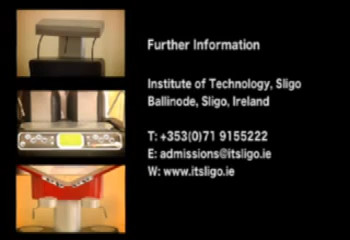 Further Information
Institute of Technology, Sligo
Ballinode, Sligo, Ireland
T: +353(0)71 9155222
E: admissions@itsligo.ie
W: www.itsligo.ie